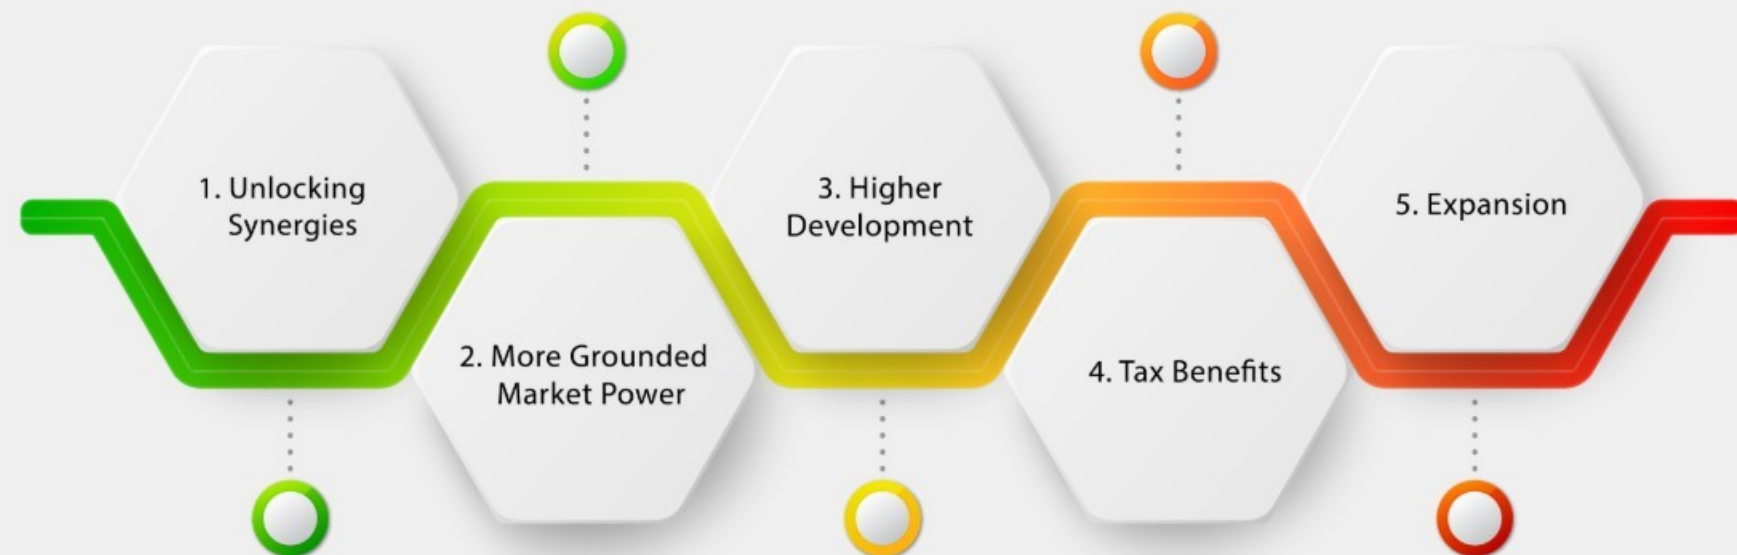 1. Unlocking
Synergies
2. More Grounded
Market Power
3. Higher
Development
4. Tax Benefits
5. Expansion